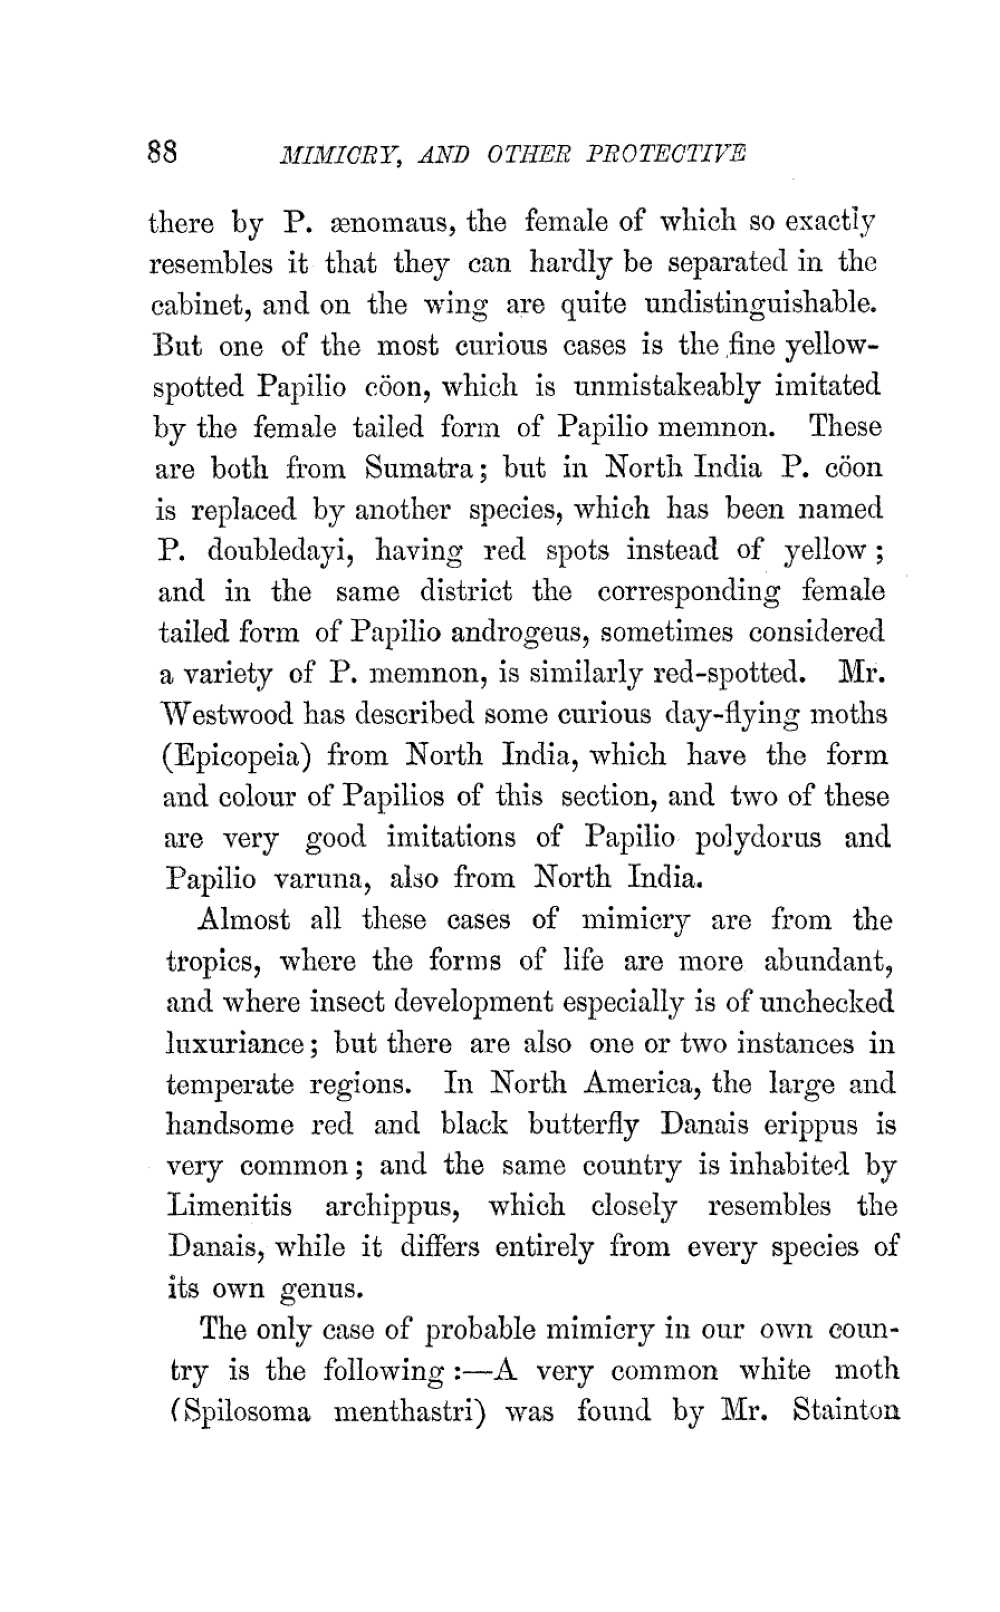 88 MIMICRY, AND OTHER PROTECTIVE
there by P. ænomaus, the female of which so exactly
resembles it that they can hardly be separated in the
cabinet, and on the wing are quite undistinguishable.
But one of the most curious cases is the fine yellow-
spotted Papilio cöon, which is unmistakeably imitated
by the female tailed form of Papilio memnon. These
are both from Sumatra; but in North India P. cöon
is replaced by another species, which has been named
P. doubledayi, having red spots instead of yellow;
and in the same district the corresponding female
tailed form of Papilio androgeus, sometimes considered
a variety of P. memnon, is similarly red-spotted. Mr.
Westwood has described some curious day-flying moths
(Epicopeia) from North India, which have the form
and colour of Papilios of this section, and two of these
are very good imitations of Papilio polydorus and
Papilio varuna, also from North India.
Almost all these cases of mimicry are from the
tropics, where the forms of life are more abundant,
and where insect development especially is of unchecked
luxuriance; but there are also one or two instances in
temperate regions. In North America, the large and
handsome red and black butterfly Danais erippus is
very common; and the same country is inhabited by
Limenitis archippus, which closely resembles the
Danais, while it differs entirely from every species of
its own genus.
The only case of probable mimicry in our own coun-
try is the following:—A very common white moth
(Spilosoma menthastri) was found by Mr. Stainton